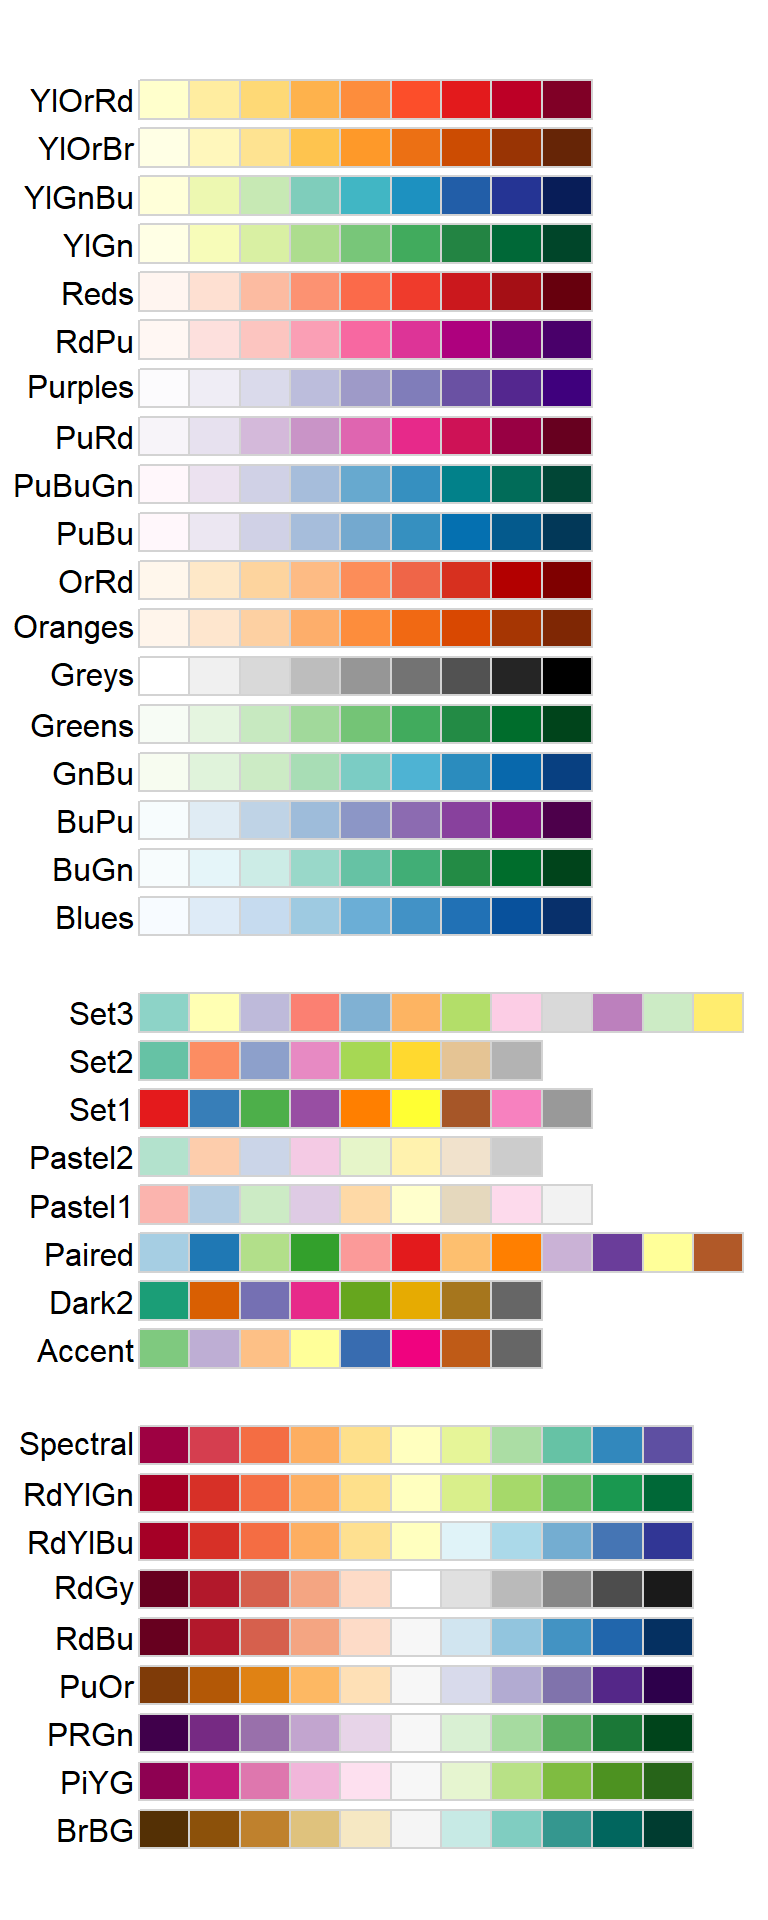 YlOrRd
YlOrBr
YlGnBu
YlGn
Reds
RdPu
Purples
PuRd
PuBuGn
PuBu
OrRd
Oranges
Greys
Greens
GnBu
BuPu
BuGn
Blues
Set3
Set2
Set1
Pastel2
Pastel1
Paired
Dark2
Accent
Spectral
RdYlGn
RdYlBu
RdGy
RdBu
PuOr
PRGn
PiYG
BrBG